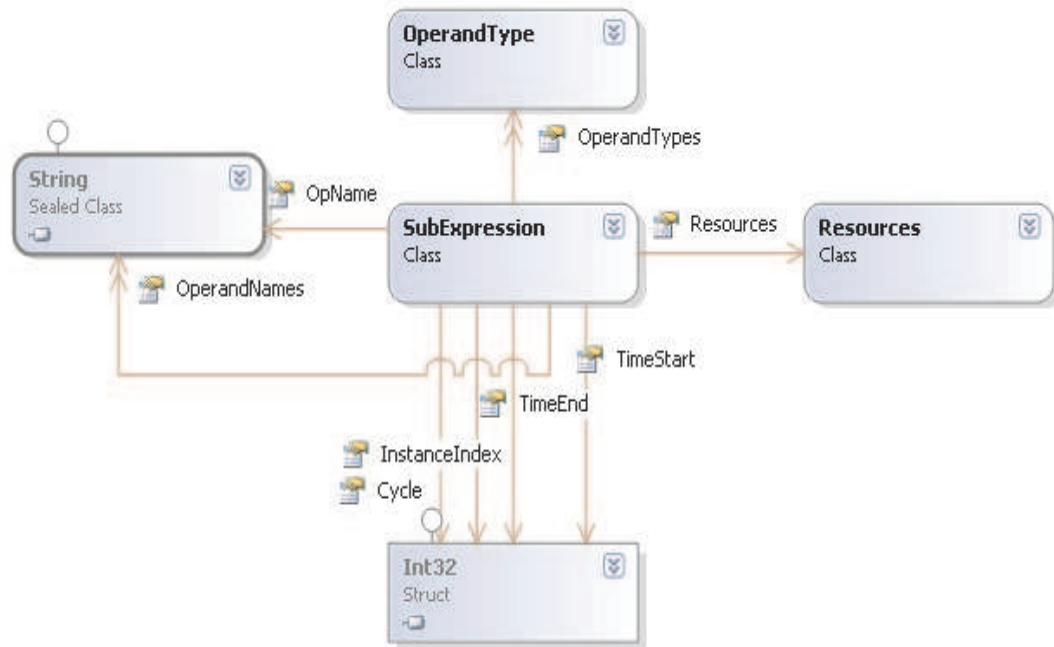 OperandType
Class
OperandTypes
String
Sealed Class
OpName
SubExpression
Class
Resources
Resources
Class
OperandNames
TimeStart
TimeEnd
InstanceIndex
Cycle
Int32
Struct